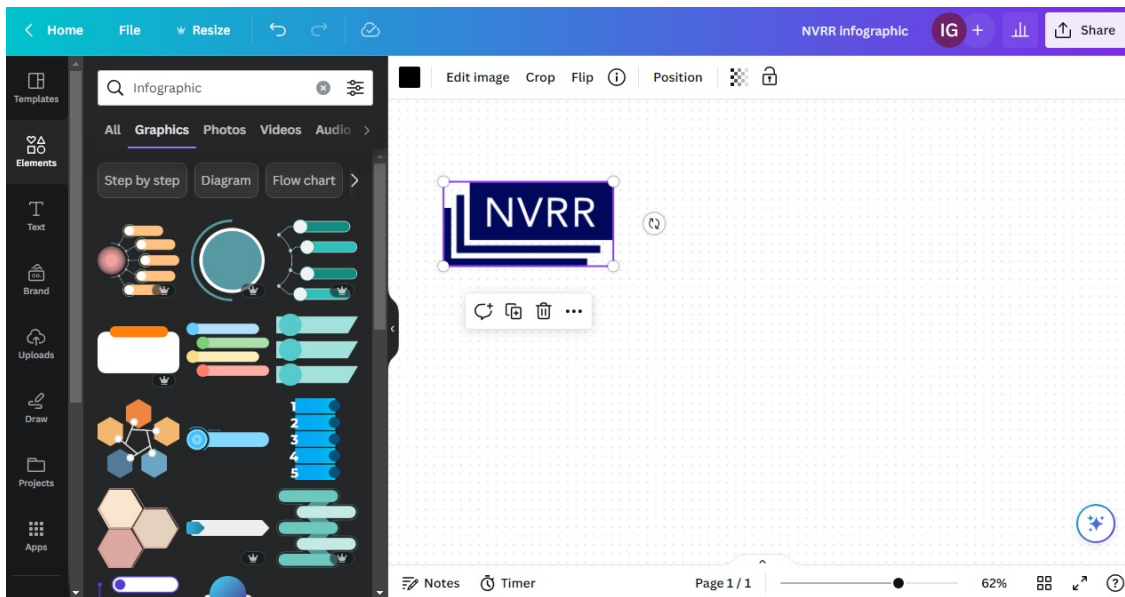 Home File Resize NVRR infographic IG + Share
Templates
Elements
Text
Brand
Uploads
Draw
Projects
Apps
Infographic
All Graphics Photos Videos Audio
Step by step Diagram Flow chart
CO.
1
2
3
4
5
Edit image Crop Flip Position
NVRR
Notes Timer Page 1 / 1 62%